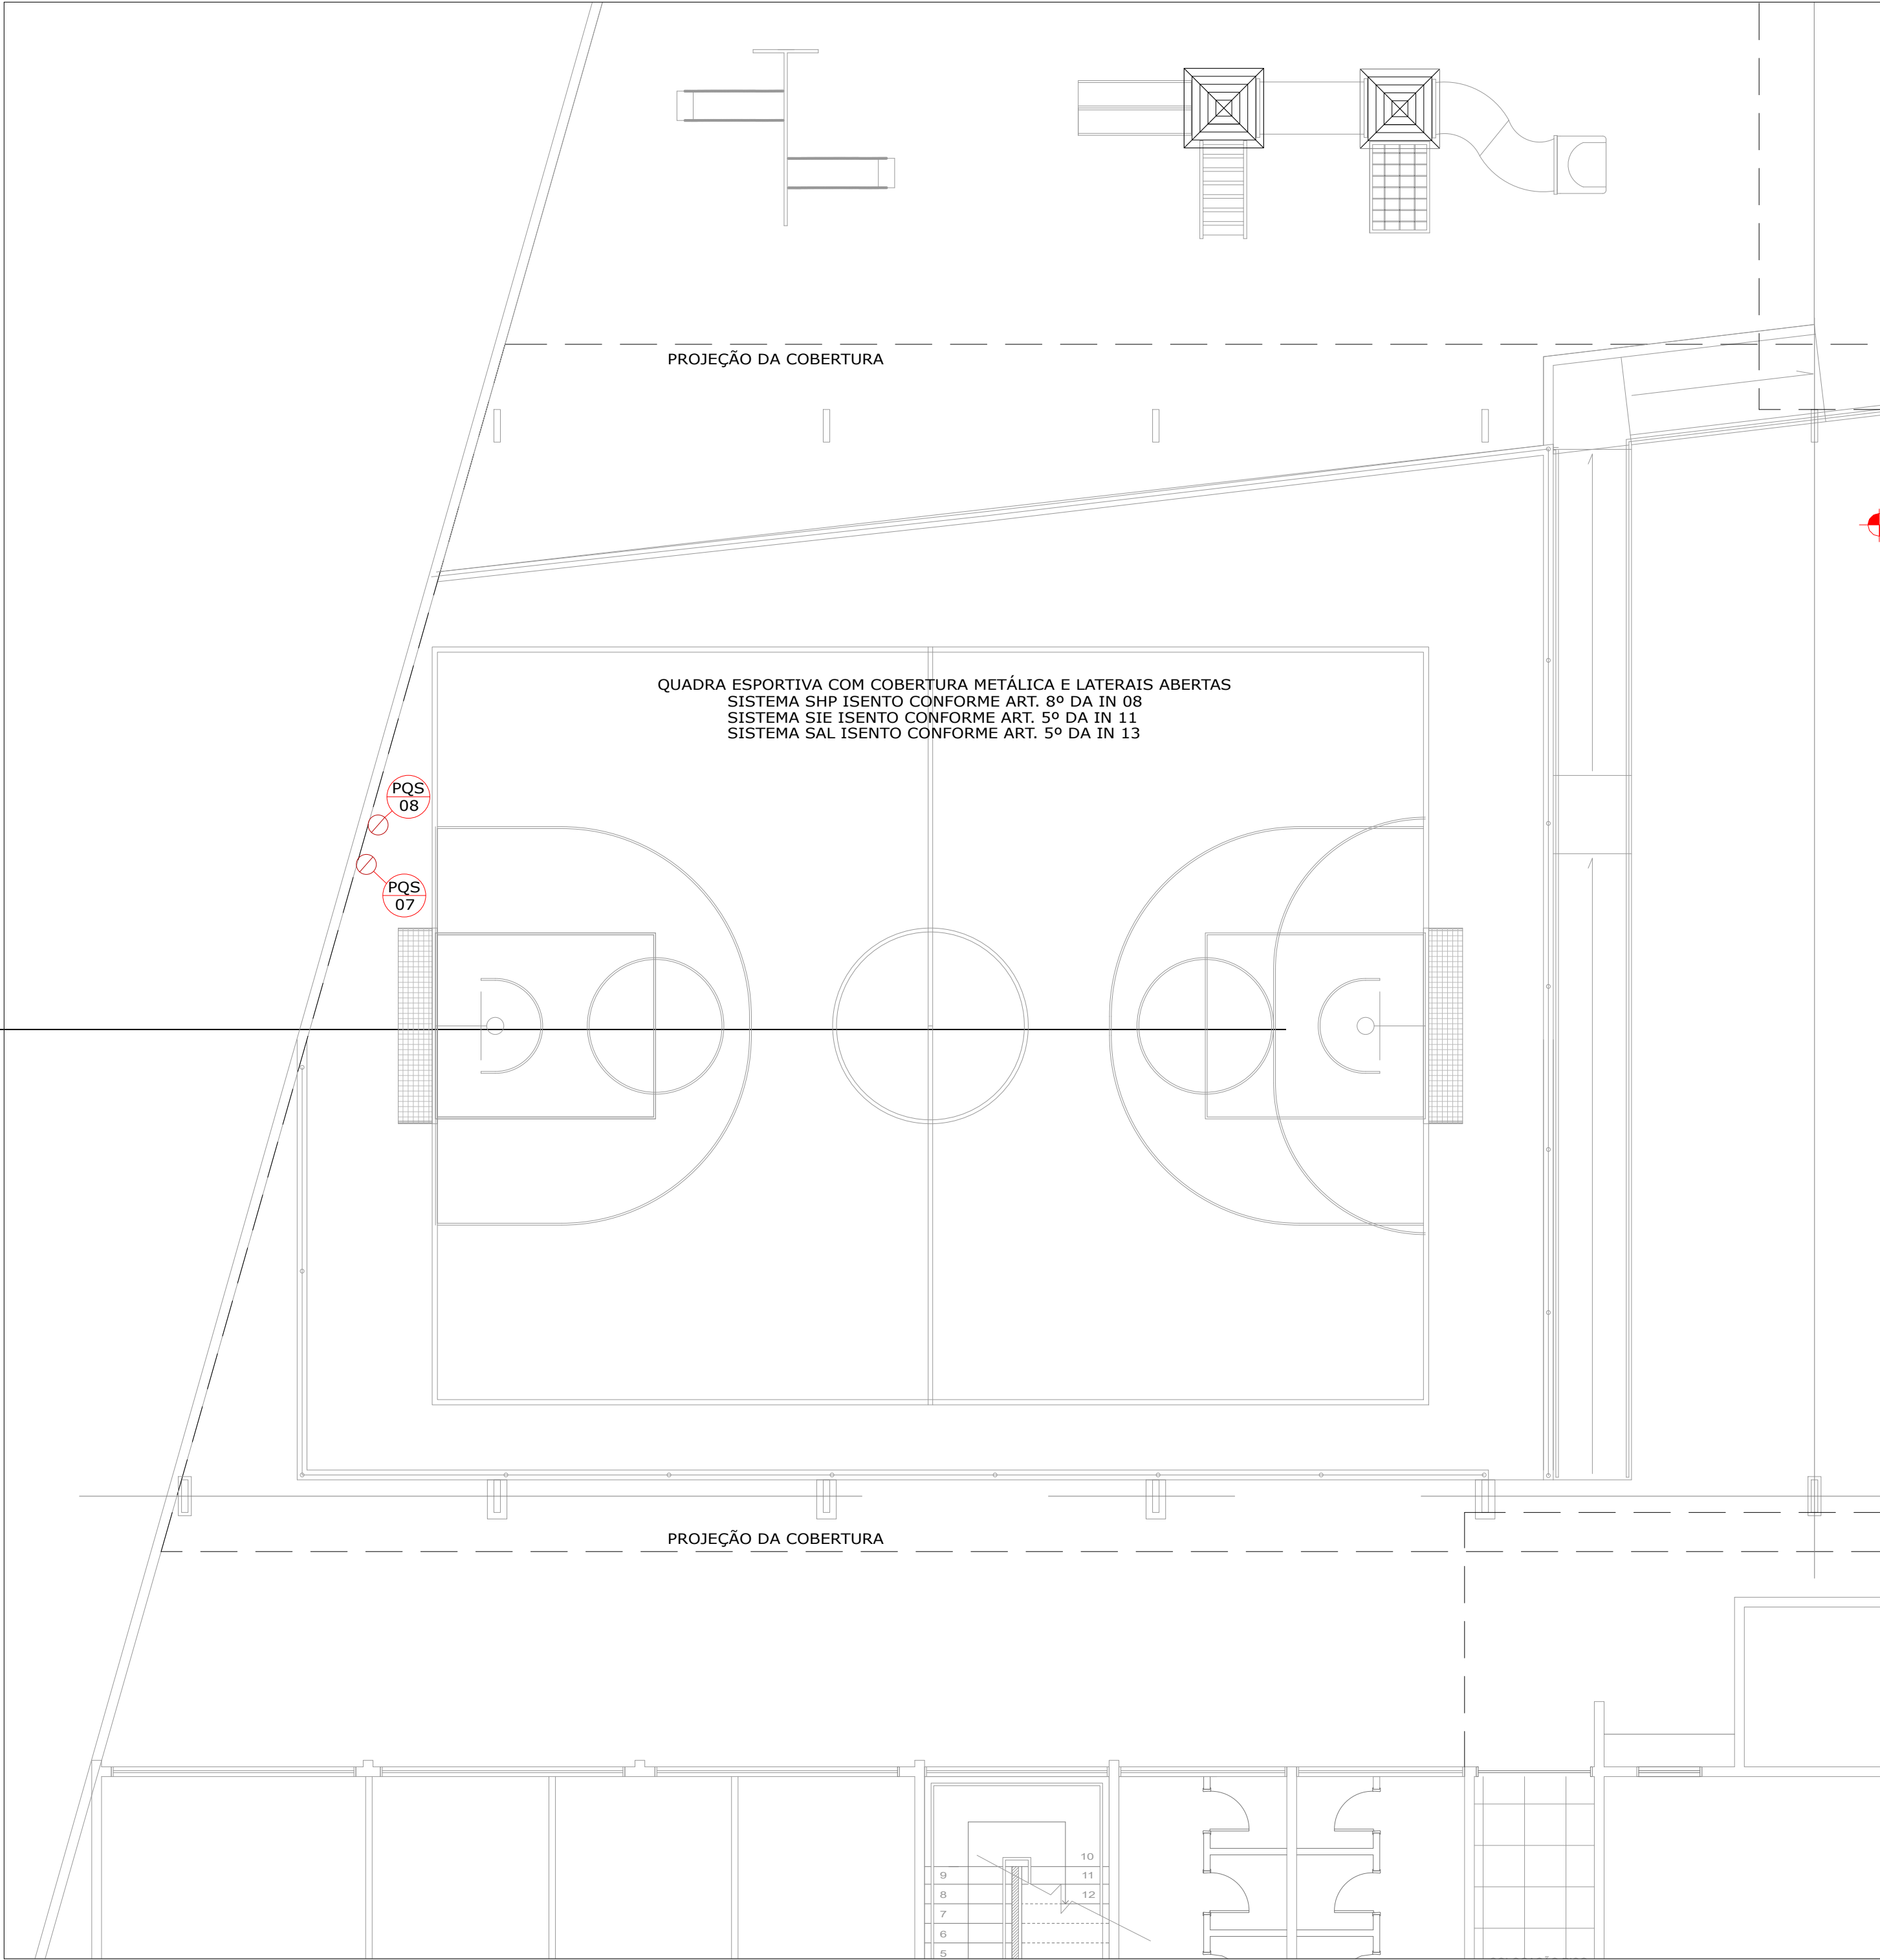 PROJEÇÃO DA COBERTURA
QUADRA ESPORTIVA COM COBERTURA METÁLICA E LATERAIS ABERTAS
SISTEMA SHP ISENTO CONFORME ART. 8º DA IN 08
SISTEMA SIE ISENTO CONFORME ART. 5º DA IN 11
SISTEMA SAL ISENTO CONFORME ART. 5º DA IN 13
PQS
08
PQS
07
PROJEÇÃO DA COBERTURA
10
9
11
8
12
7
6
5